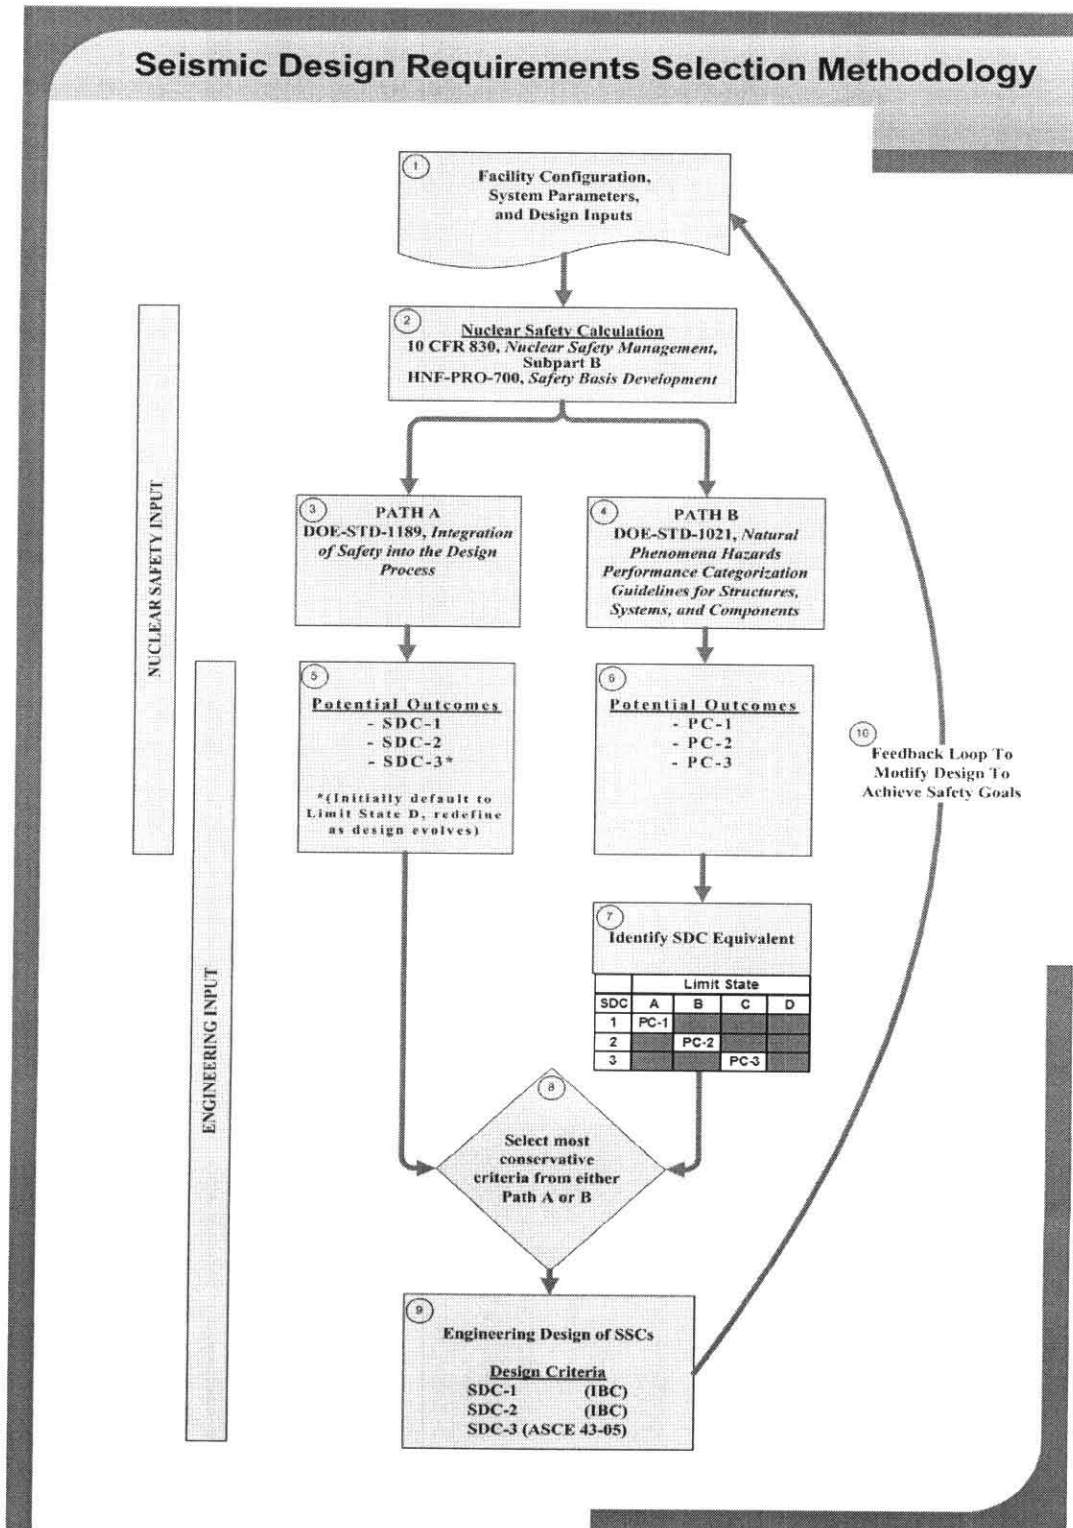 Seismic Design Requirements Selection Methodology
1
Facility Configuration,
System Parameters,
and Design Inputs
2
Nuclear Safety Calculation
10 CFR 830, Nuclear Safety Management,
Subpart B
HNF-PRO-700, Safety Basis Development
NUCLEAR SAFETY INPUT
3
PATH A
DOE-STD-1189, Integration
of Safety into the Design
Process
4
PATH B
DOE-STD-1021, Natural
Phenomena Hazards
Performance Categorization
Guidelines for Structures,
Systems, and Components
5
Potential Outcomes
- SDC-1
- SDC-2
- SDC-3*
*(Initially default to
Limit State D, redefine
as design evolves)
6
Potential Outcomes
- PC-1
- PC-2
- PC-3
10
Feedback Loop To
Modify Design To
Achieve Safety Goals
ENGINEERING INPUT
7
Identify SDC Equivalent
Limit State
SDC A B C D
1 PC-1
2 PC-2
3 PC-3
8
Select most
conservative
criteria from either
Path A or B
9
Engineering Design of SSCs
Design Criteria
SDC-1 (IBC)
SDC-2 (IBC)
SDC-3 (ASCE 43-05)